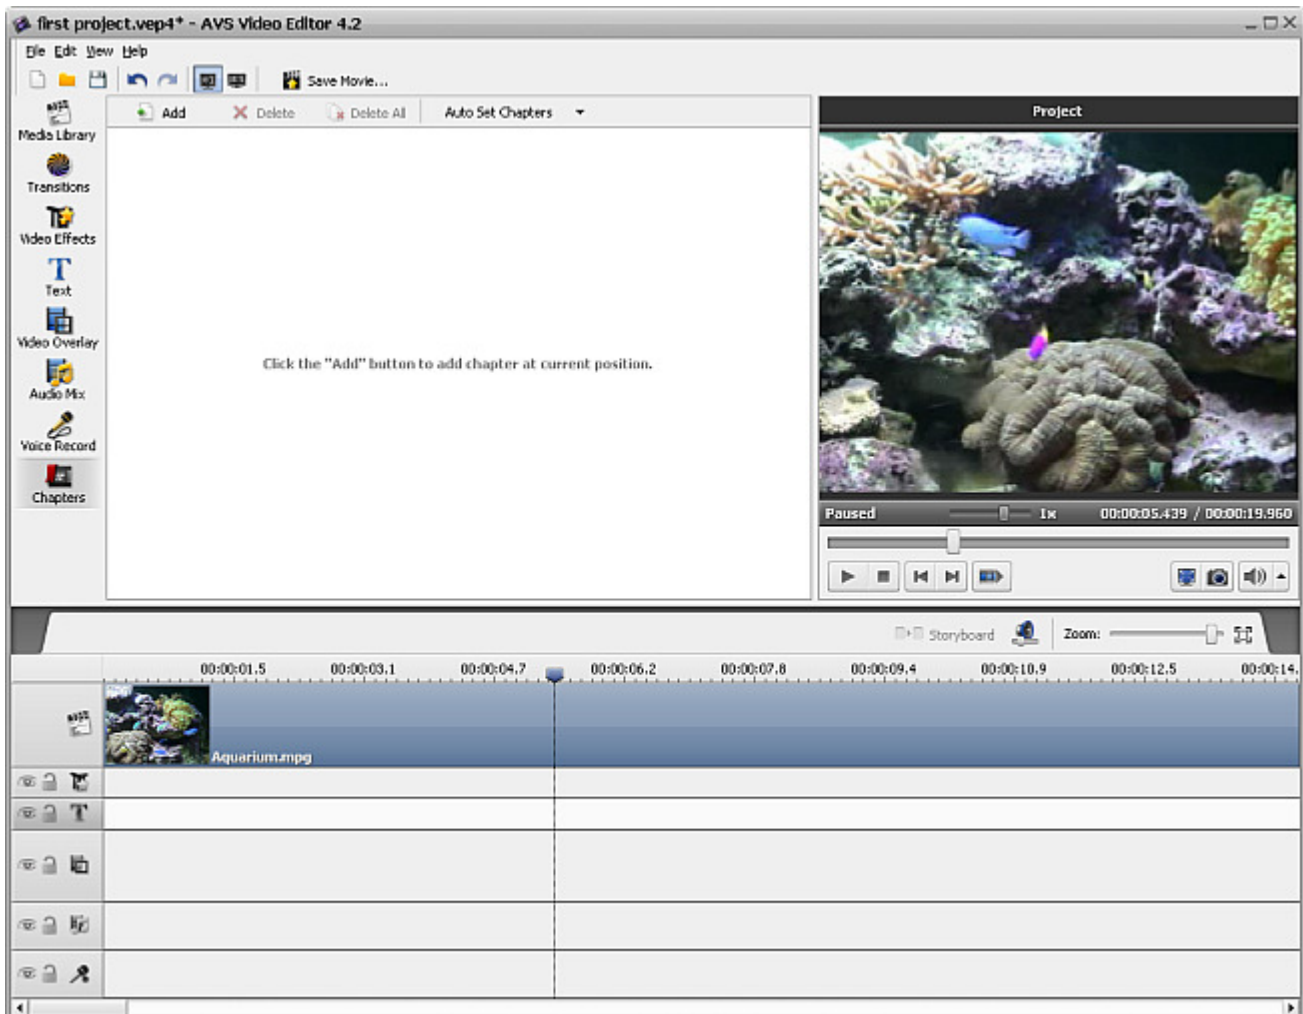 first project.vep4* - AVS Video Editor 4.2
File Edit View Help
Save Movie...
Media Library
Transitions
Video Effects
Text
Video Overlay
Audio Mix
Voice Record
Chapters
Add Delete Delete All Auto Set Chapters
Click the "Add" button to add chapter at current position.
Project
Paused 1x 00:00:05.439 / 00:00:19.960
Storyboard Zoom:
00:00:01.5 00:00:03.1 00:00:04.7 00:00:06.2 00:00:07.8 00:00:09.4 00:00:10.9 00:00:12.5 00:00:14.
Aquarium.mpg
T